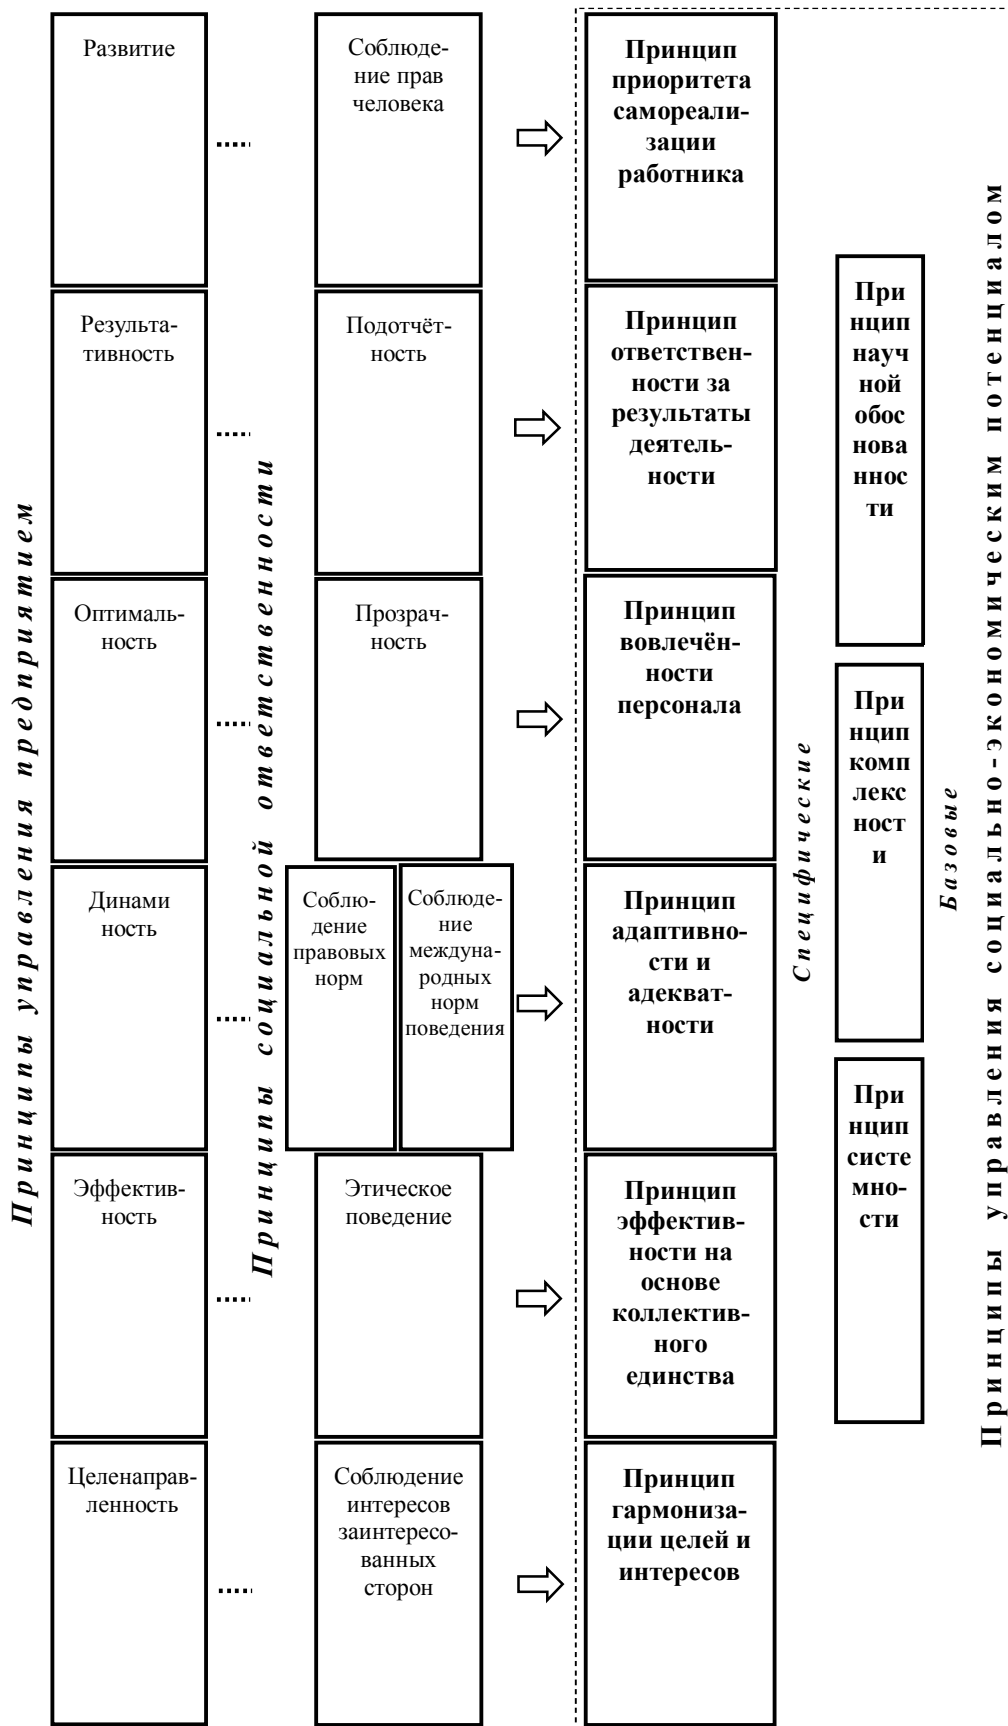 Принципы управления предприятием
Развитие
Результа-
тивность
Оптималь-
ность
Динами
ность
Эффектив-
ность
Целенаправ-
ленность
Принципы социальной ответственности
Соблюде-
ние прав
человека
Подотчёт-
ность
Прозрач-
ность
Соблю-
дение
правовых
норм
Соблюде-
ние
междуна-
родных
норм
поведения
Этическое
поведение
Соблюдение
интересов
заинтересо-
ванных
сторон
Принцип
приоритета
самореали-
зации
работника
Принцип
ответствен-
ности за
результаты
деятель-
ности
Принцип
вовлечён-
ности
персонала
Принцип
адаптивно-
сти и
адекват-
ности
Принцип
эффектив-
ности на
основе
коллектив-
ного
единства
Принцип
гармониза-
ции целей и
интересов
Специфические
При
нцип
науч
ной
обос
нова
ннос
ти
При
нцип
комп
лекс
ност
и
При
нцип
систе
мно-
сти
Базовые
Принципы управления социально-экономическим потенциалом